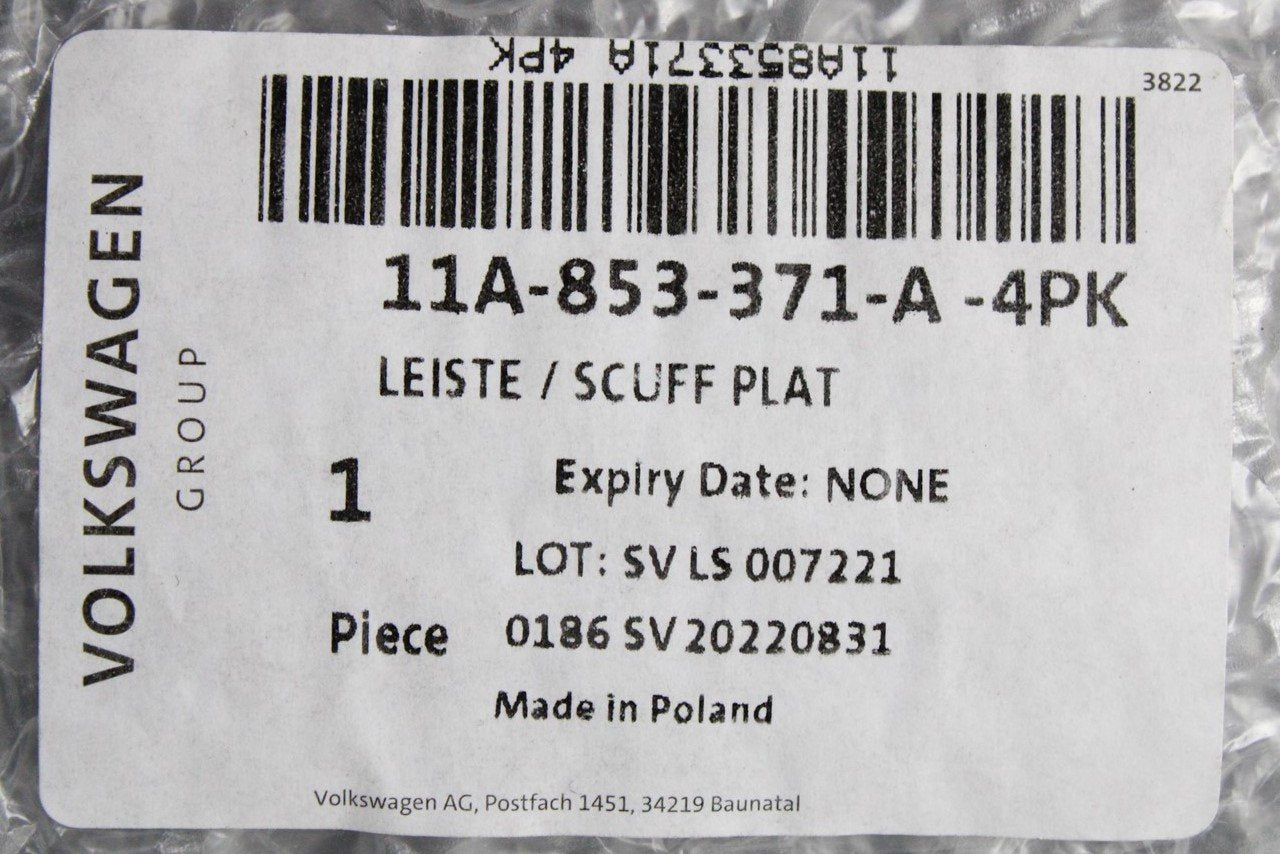 11A853371A 4PK
3822
11A-853-371-A -4PK
LEISTE / SCUFF PLAT
1
Expiry Date: NONE
LOT: SV LS 007221
Piece
0186 SV 20220831
Made in Poland
Volkswagen AG, Postfach 1451, 34219 Baunatal
VOLKSWAGEN
GROUP